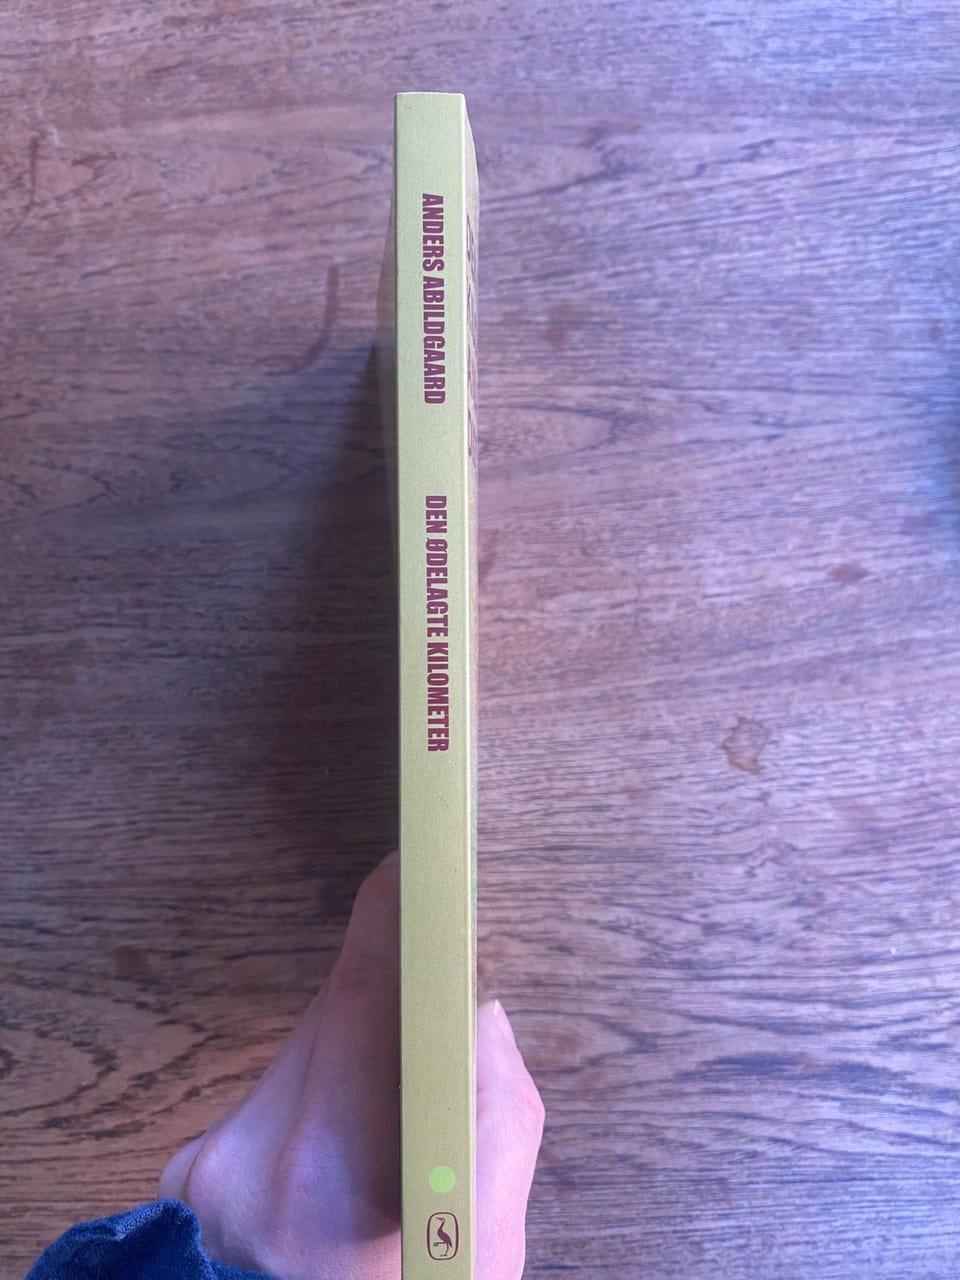 ANDERS ABILDGAARD
DEN ØDELAGTE KILOMETER